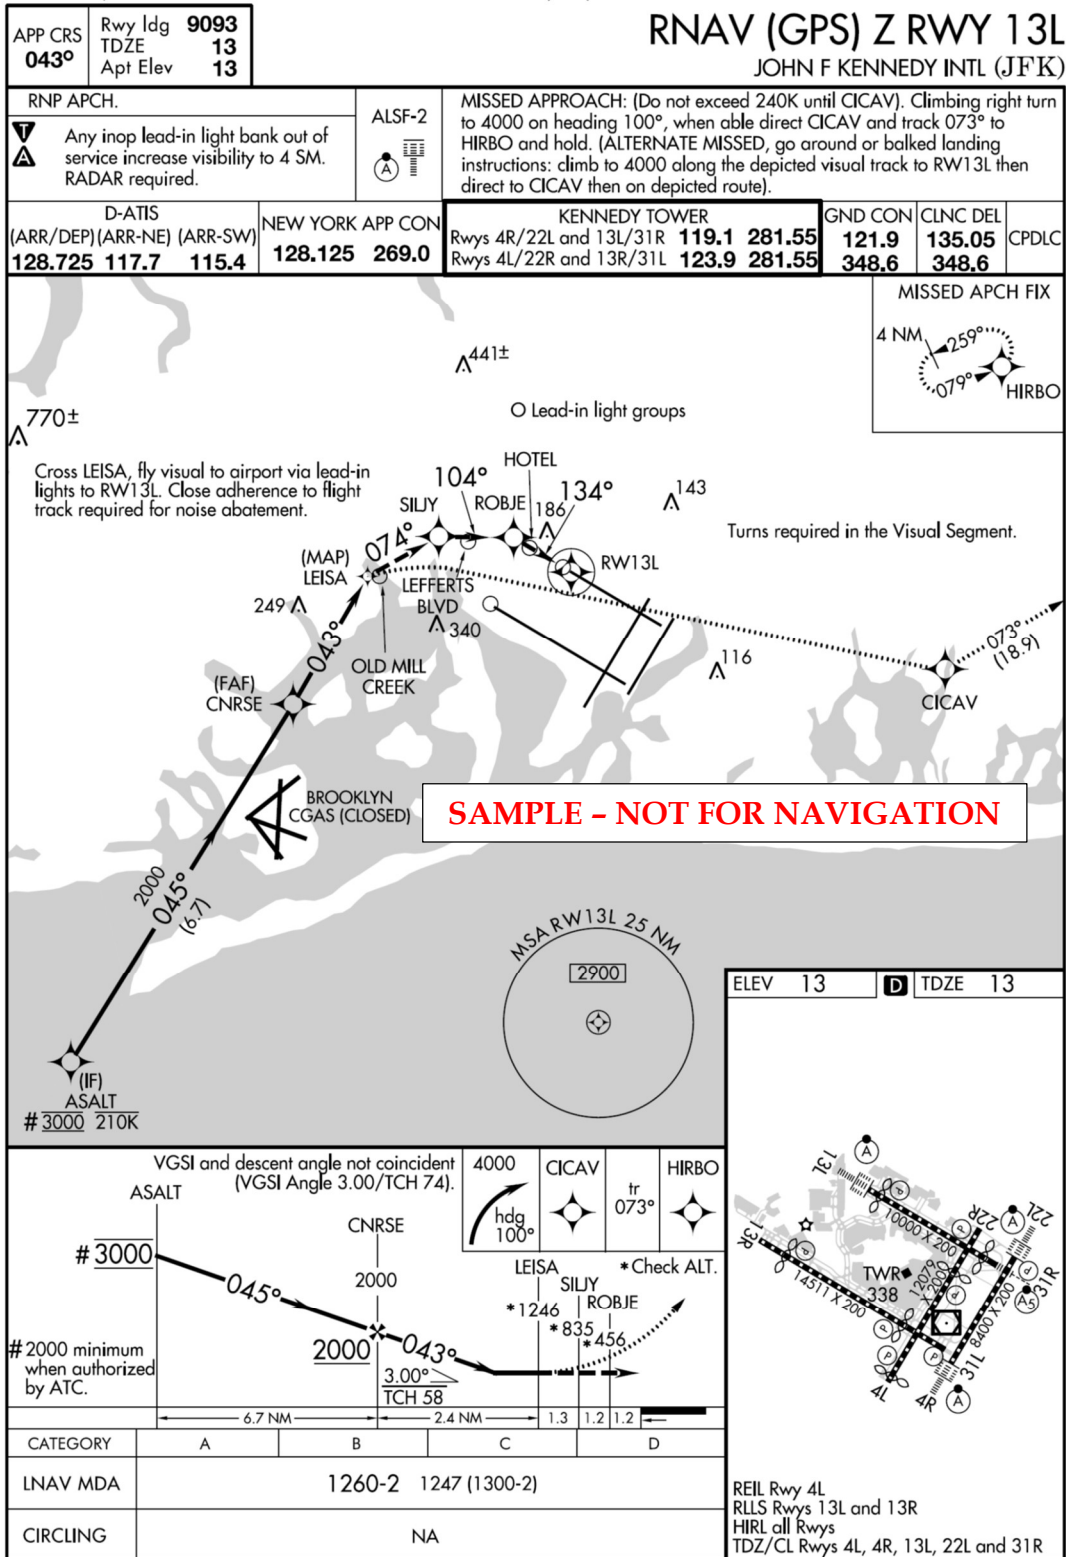 APP CRS
043°
Rwy ldg 9093
TDZE 13
Apt Elev 13
RNAV (GPS) Z RWY 13L
JOHN F KENNEDY INTL (JFK)
RNP APCH.
T
A
Any inop lead-in light bank out of
service increase visibility to 4 SM.
RADAR required.
ALSF-2
A
MISSED APPROACH: (Do not exceed 240K until CICAV). Climbing right turn
to 4000 on heading 100°, when able direct CICAV and track 073° to
HIRBO and hold. (ALTERNATE MISSED, go around or balked landing
instructions: climb to 4000 along the depicted visual track to RW13L then
direct to CICAV then on depicted route).
D-ATIS
(ARR/DEP) (ARR-NE) (ARR-SW)
128.725 117.7 115.4
NEW YORK APP CON
128.125 269.0
KENNEDY TOWER
Rwys 4R/22L and 13L/31R 119.1 281.55
Rwys 4L/22R and 13R/31L 123.9 281.55
GND CON
121.9
348.6
CLNC DEL
135.05
348.6
CPDLC
MISSED APCH FIX
4 NM
259°
079°
HIRBO
441±
770±
O Lead-in light groups
Cross LEISA, fly visual to airport via lead-in
lights to RW13L. Close adherence to flight
track required for noise abatement.
HOTEL
104°
SILJY
ROBJE
186
134°
143
Turns required in the Visual Segment.
074°
(MAP)
LEISA
RW13L
LEFFERTS
BLVD
249
340
043°
OLD MILL
CREEK
116
073°
(18.9)
CICAV
(FAF)
CNRSE
BROOKLYN
CGAS (CLOSED)
SAMPLE – NOT FOR NAVIGATION
2000
045°
(6.7)
MSA RW13L 25 NM
2900
(IF)
ASALT
# 3000 210K
ELEV 13
D
TDZE 13
13L
A
P
10000 X 200
22R
22L
A
13R
P
P
P
14511 X 200
TWR
338
12079
X 200
P
P
8400 X 200
31R
A5
P
P
31L
4L
4R
A
REIL Rwy 4L
RLLS Rwys 13L and 13R
HIRL all Rwys
TDZ/CL Rwys 4L, 4R, 13L, 22L and 31R
VGSI and descent angle not coincident
(VGSI Angle 3.00/TCH 74).
4000
hdg
100°
CICAV
tr
073°
HIRBO
ASALT
# 3000
045°
CNRSE
2000
2000
043°
3.00°
TCH 58
LEISA
*1246
SILJY
*835
ROBJE
*456
*Check ALT.
# 2000 minimum
when authorized
by ATC.
6.7 NM
2.4 NM
1.3
1.2
1.2
CATEGORY A B C D
LNAV MDA 1260-2 1247 (1300-2)
CIRCLING NA